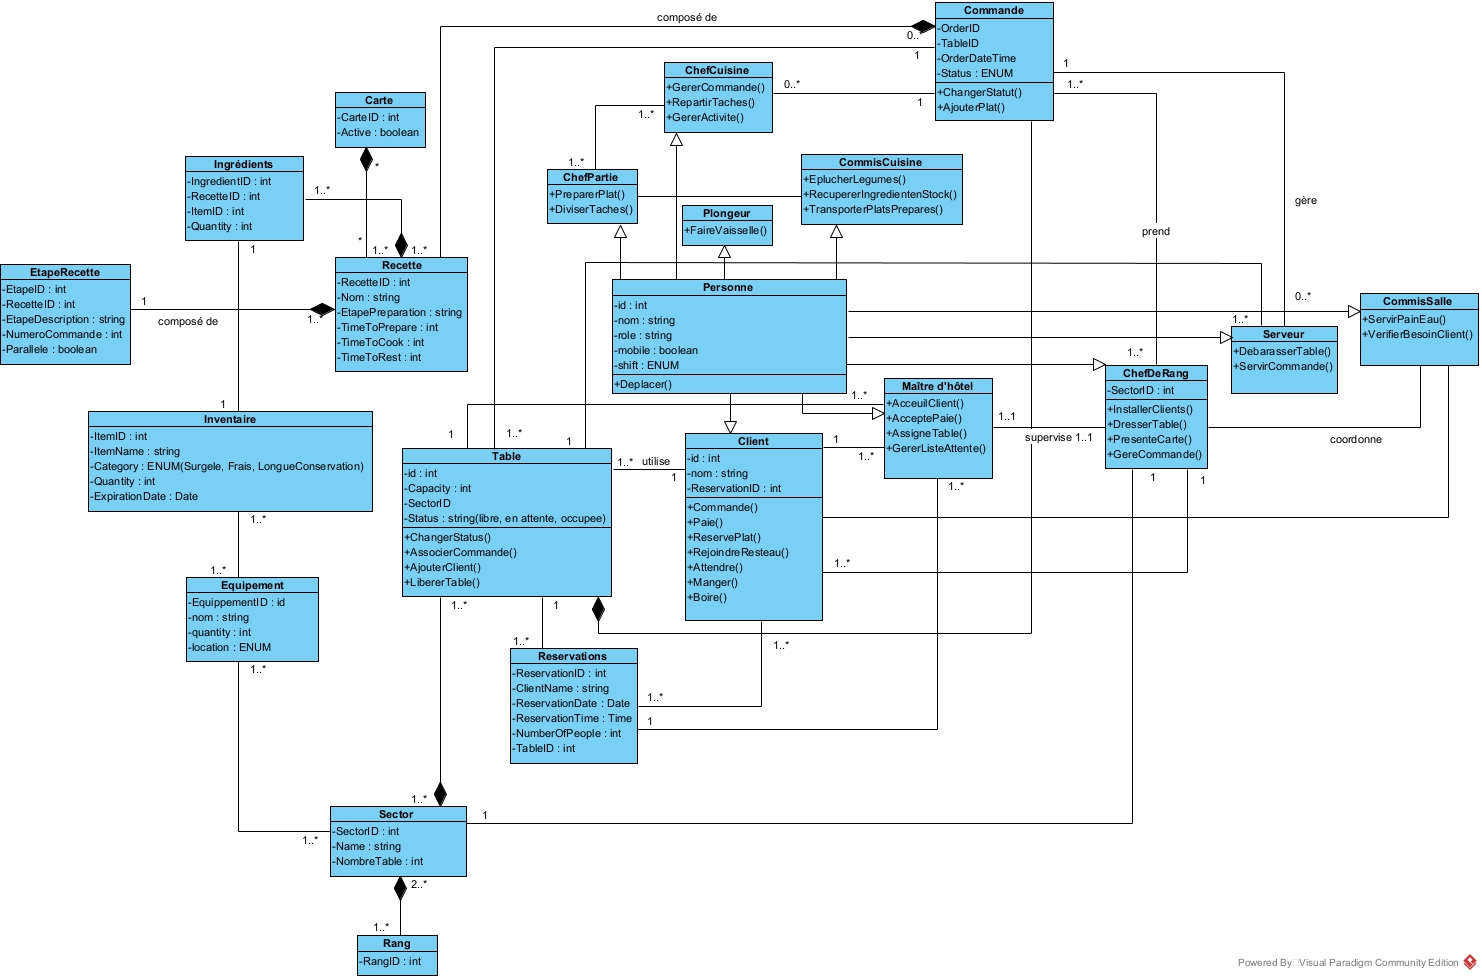 Commande
-OrderID
-TableID
-OrderDateTime
-Status : ENUM
+ChangerStatut()
+AjouterPlat()
composé de
0..*
1
1
1..*
ChefCuisine
+GererCommande()
+RepartirTaches()
+GererActivite()
0..*
1
1..*
1..*
Carte
-CarteID : int
-Active : boolean
*
*
Ingrédients
-IngredientID : int
-RecetteID : int
-ItemID : int
-Quantity : int
1..*
1
ChefPartie
+PreparerPlat()
+DiviserTaches()
CommisCuisine
+EplucherLegumes()
+RecupererIngredientenStock()
+TransporterPlatsPrepares()
Plongeur
+FaireVaisselle()
gère
prend
1..*
1..*
Recette
-RecetteID : int
-Nom : string
-EtapePreparation : string
-TimeToPrepare : int
-TimeToCook : int
-TimeToRest : int
EtapeRecette
-EtapeID : int
-RecetteID : int
-EtapeDescription : string
-NumeroCommande : int
-Parallele : boolean
1
composé de
1..*
Personne
-id : int
-nom : string
-role : string
-mobile : boolean
-shift : ENUM
+Deplacer()
0..*
CommisSalle
+ServirPainEau()
+VerifierBesoinClient()
1..*
Serveur
+DebarasserTable()
+ServirCommande()
1..*
ChefDeRang
-SectorID : int
+InstallerClients()
+DresserTable()
+PresenteCarte()
+GereCommande()
Maître d'hôtel
+AcceuilClient()
+AcceptePaie()
+AssigneTable()
+GererListeAttente()
1..*
1..1
supervise
1..1
coordonne
1
Inventaire
-ItemID : int
-ItemName : string
-Category : ENUM(Surgele, Frais, LongueConservation)
-Quantity : int
-ExpirationDate : Date
1..*
1
1..*
1
Table
-id : int
-Capacity : int
-SectorID
-Status : string(libre, en attente, occupee)
+ChangerStatus()
+AssocierCommande()
+AjouterClient()
+LibererTable()
1..*
utilise
1
Client
-id : int
-nom : string
-ReservationID : int
+Commande()
+Paie()
+ReservePlat()
+RejoindreResteau()
+Attendre()
+Manger()
+Boire()
1
1..*
1..*
1
1
1..*
1..*
Equipement
-EquippementID : id
-nom : string
-quantity : int
-location : ENUM
1..*
1..*
1
1..*
Reservations
-ReservationID : int
-ClientName : string
-ReservationDate : Date
-ReservationTime : Time
-NumberOfPeople : int
-TableID : int
1..*
1..*
1
1..*
Sector
-SectorID : int
-Name : string
-NombreTable : int
1
1..*
2..*
1..*
Rang
-RangID : int
Powered By Visual Paradigm Community Edition